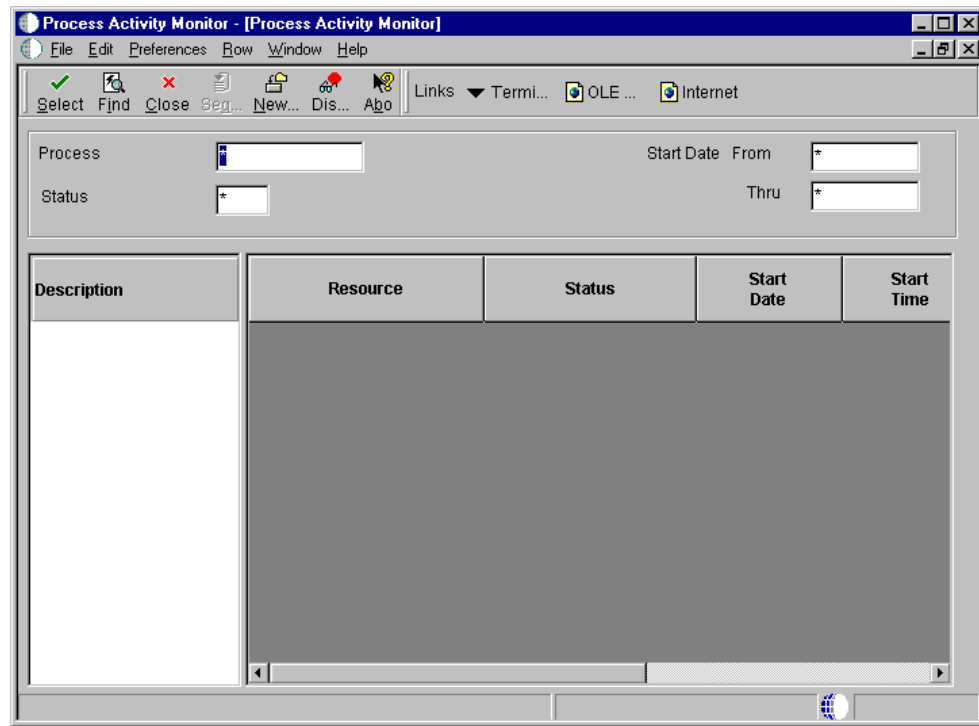 Process Activity Monitor - [Process Activity Monitor]
File Edit Preferences Row Window Help
Select Find Close Seq... New... Dis... Abo Links Termi... OLE ... Internet
Process * Start Date From *
Status * Thru *
Description Resource Status Start Date Start Time